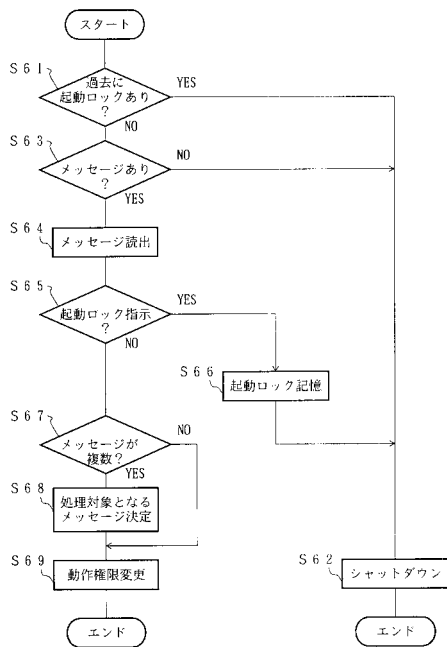 スタート
S61
過去に
起動ロックあり
?
YES
NO
S63
メッセージあり
?
NO
YES
S64
メッセージ読出
S65
起動ロック指示
?
YES
NO
S66
起動ロック記憶
S67
メッセージが
複数?
NO
YES
S68
処理対象となる
メッセージ決定
S69
動作権限変更
S62
シャットダウン
エンド
エンド